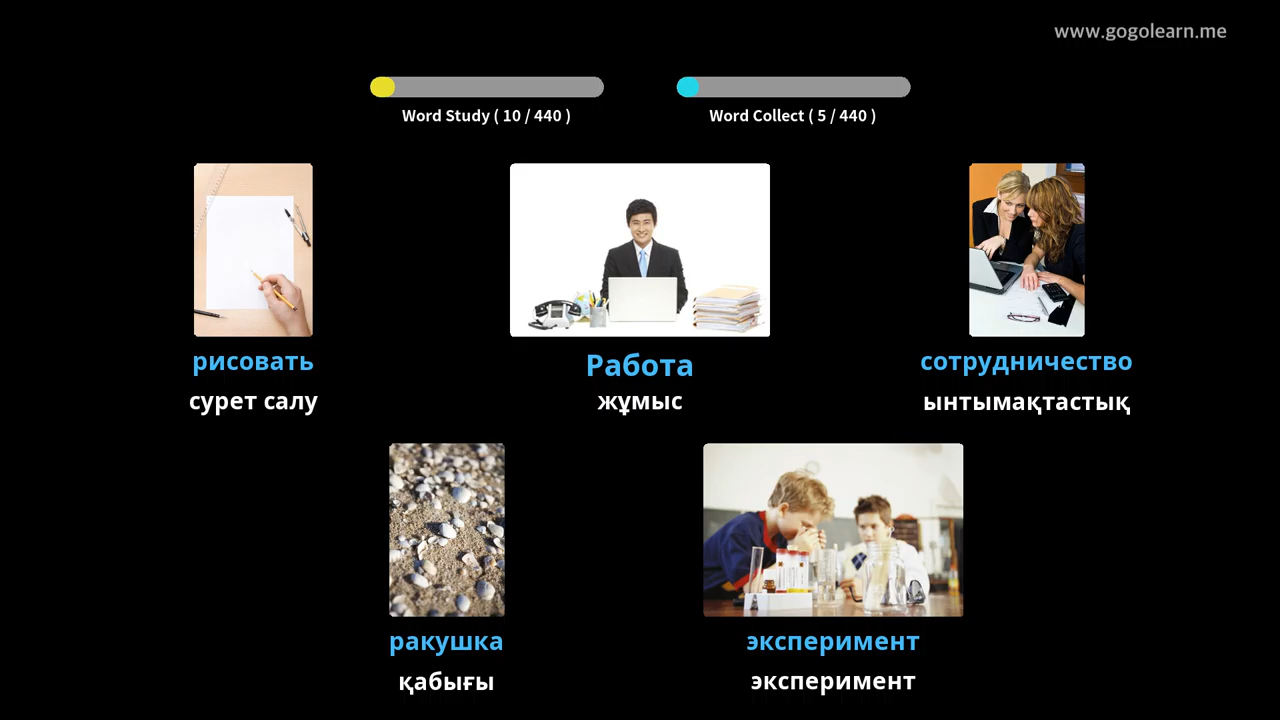 www.gogolearn.me
Word Study ( 10 / 440 )
Word Collect ( 5 / 440 )
рисовать
сурет салу
Работа
жұмыс
сотрудничество
ынтымақтастық
ракушка
қабығы
эксперимент
эксперимент